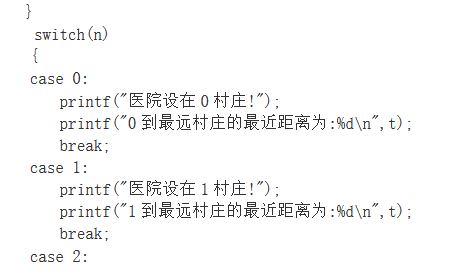 }
switch(n)
{
case 0:
printf("医院设在0村庄!");
printf("0到最远村庄的最近距离为:%d\n",t);
break;
case 1:
printf("医院设在1村庄!");
printf("1到最远村庄的最近距离为:%d\n",t);
break;
case 2: